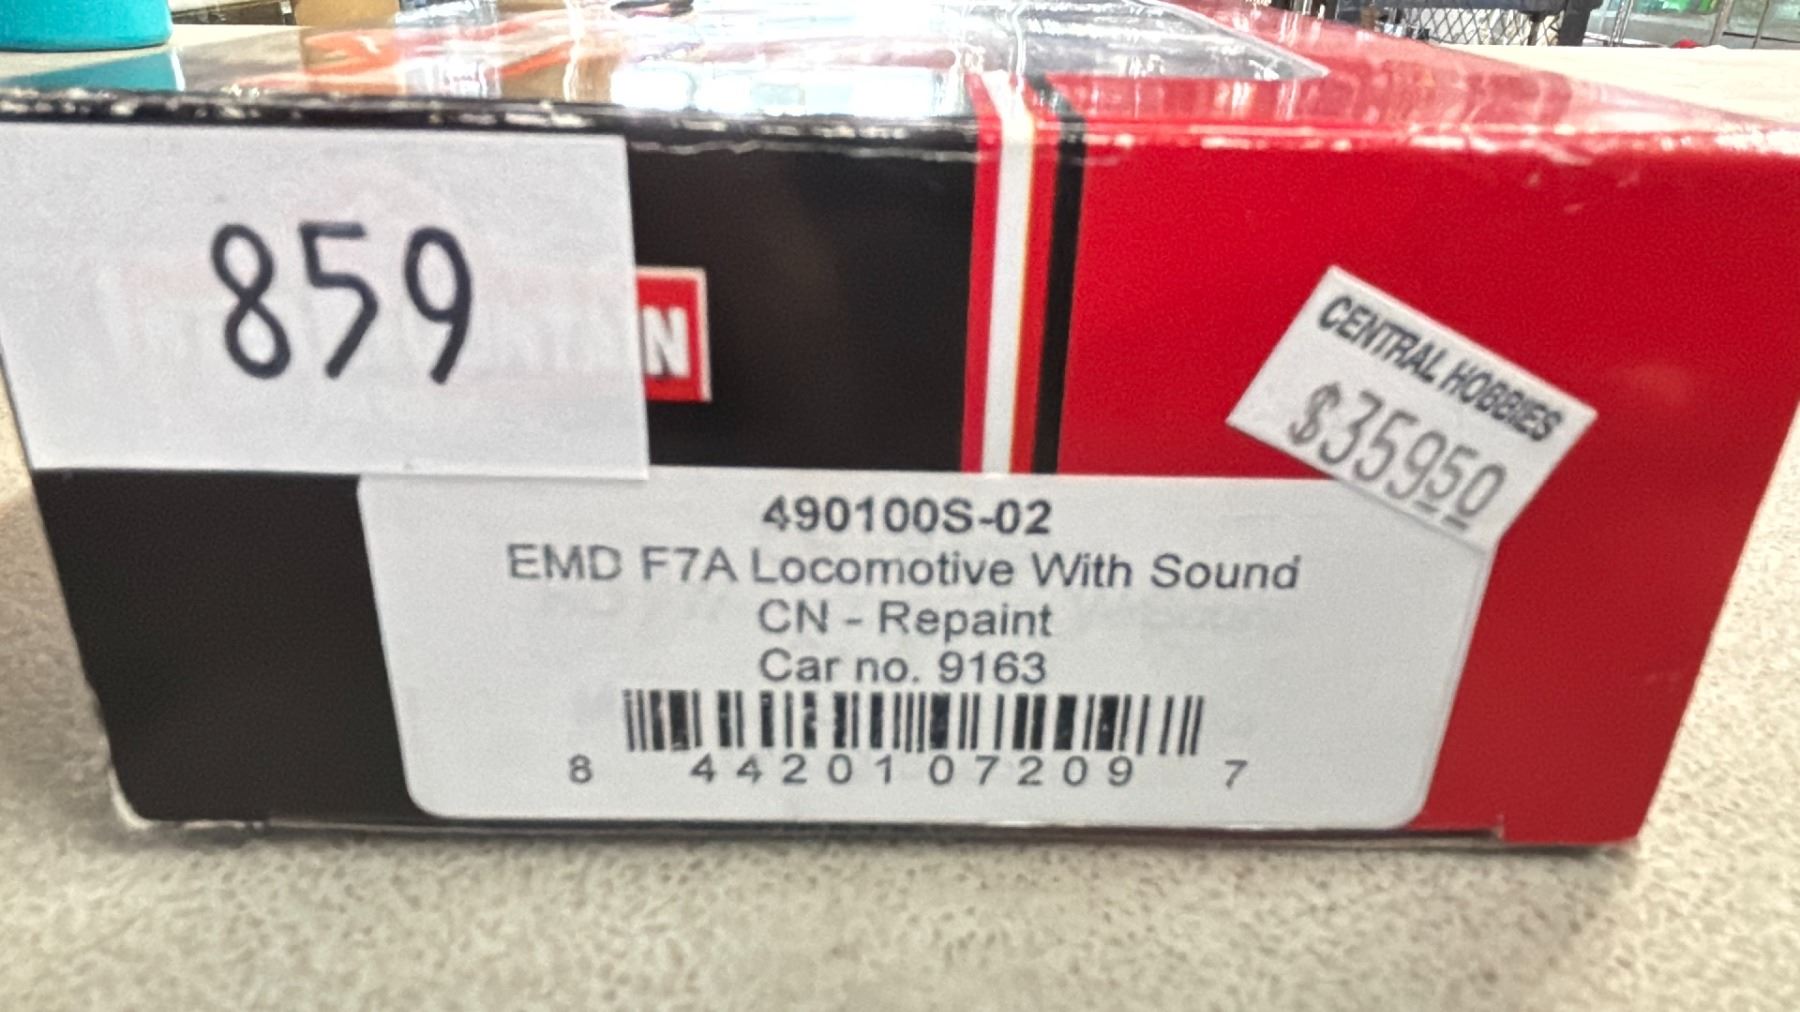 859
N
CENTRAL HOBBIES
$359.50
490100S-02
EMD F7A Locomotive With Sound
CN - Repaint
Car no. 9163
8 44201 07209 7